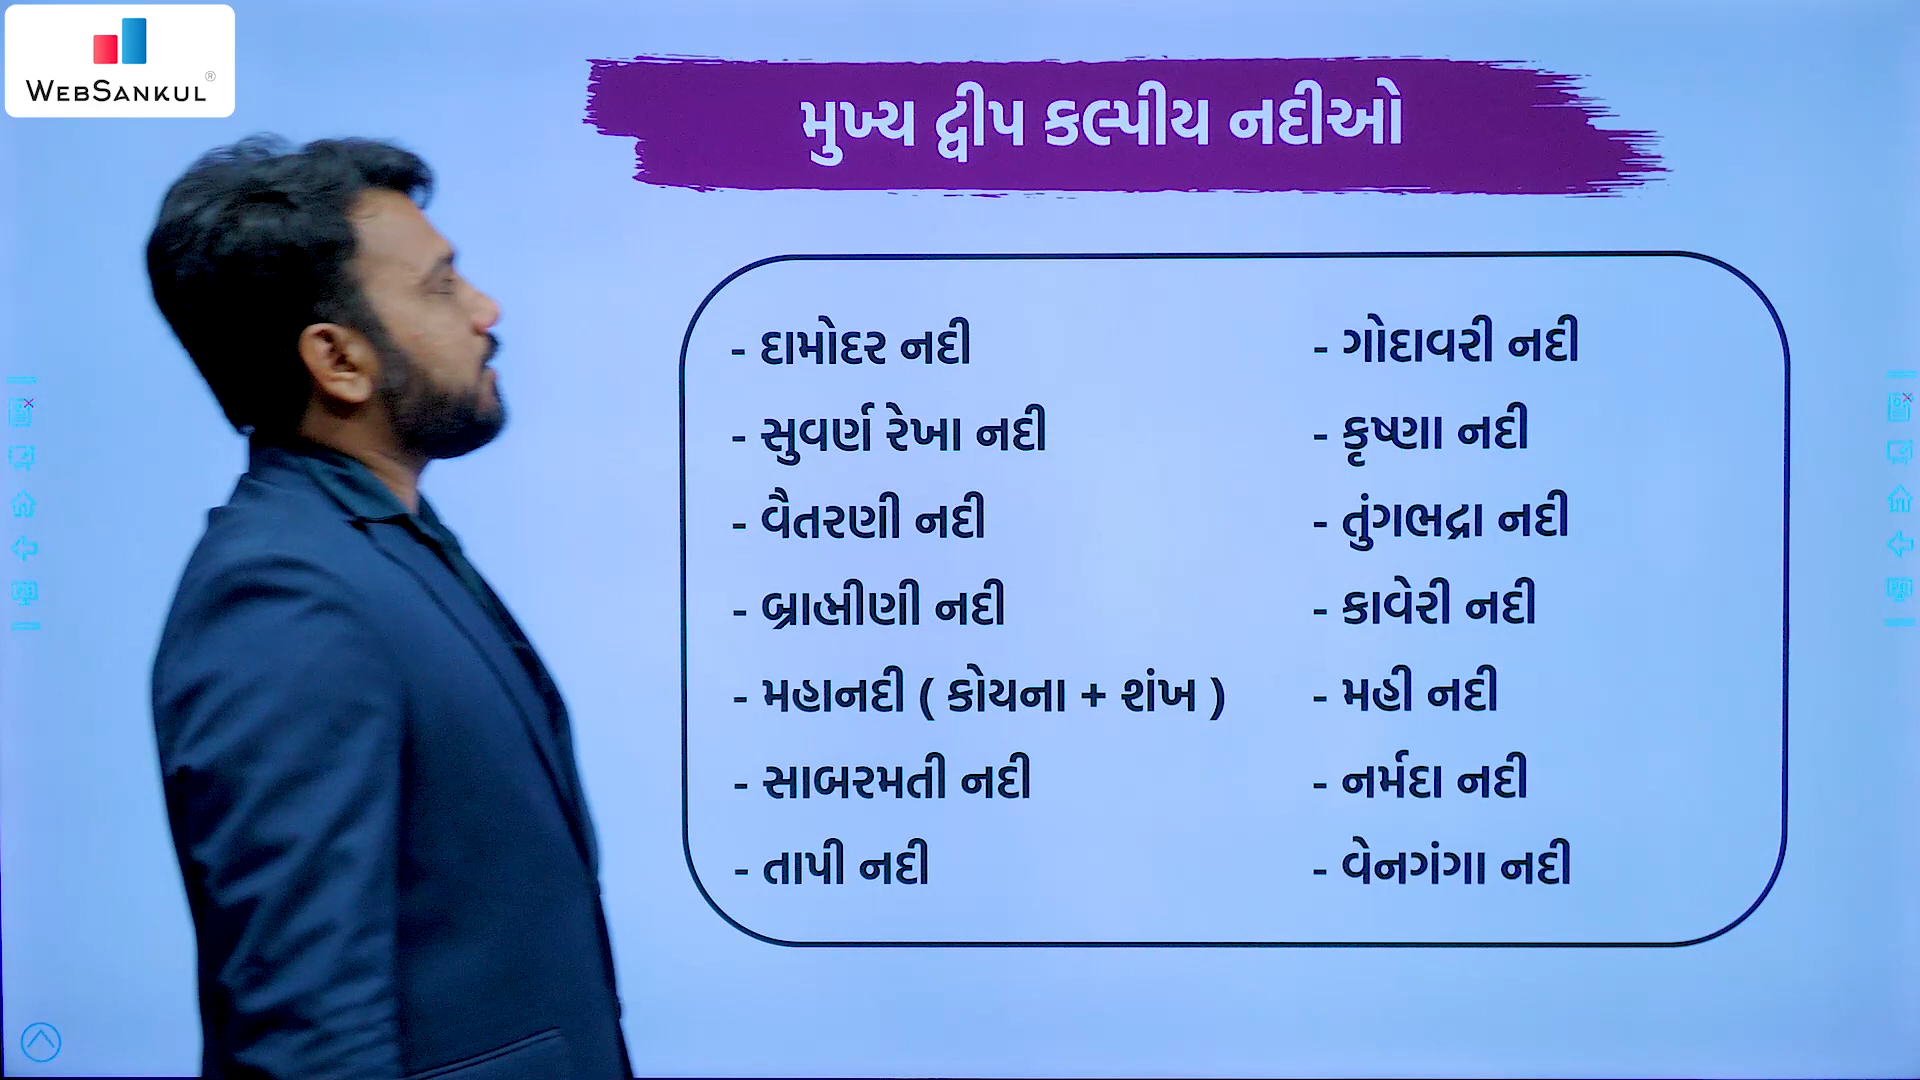 WEBSANKUL®
મુખ્ય દ્વીપ કલ્પીય નદીઓ
- દામોદર નદી
- સુવર્ણ રેખા નદી
- વૈતરણી નદી
- બ્રાહ્મીણી નદી
- મહાનદી ( કોયના + શંખ )
- સાબરમતી નદી
- તાપી નદી
- ગોદાવરી નદી
- કૃષ્ણા નદી
- તુંગભદ્રા નદી
- કાવેરી નદી
- મહી નદી
- નર્મદા નદી
- વેનગંગા નદી